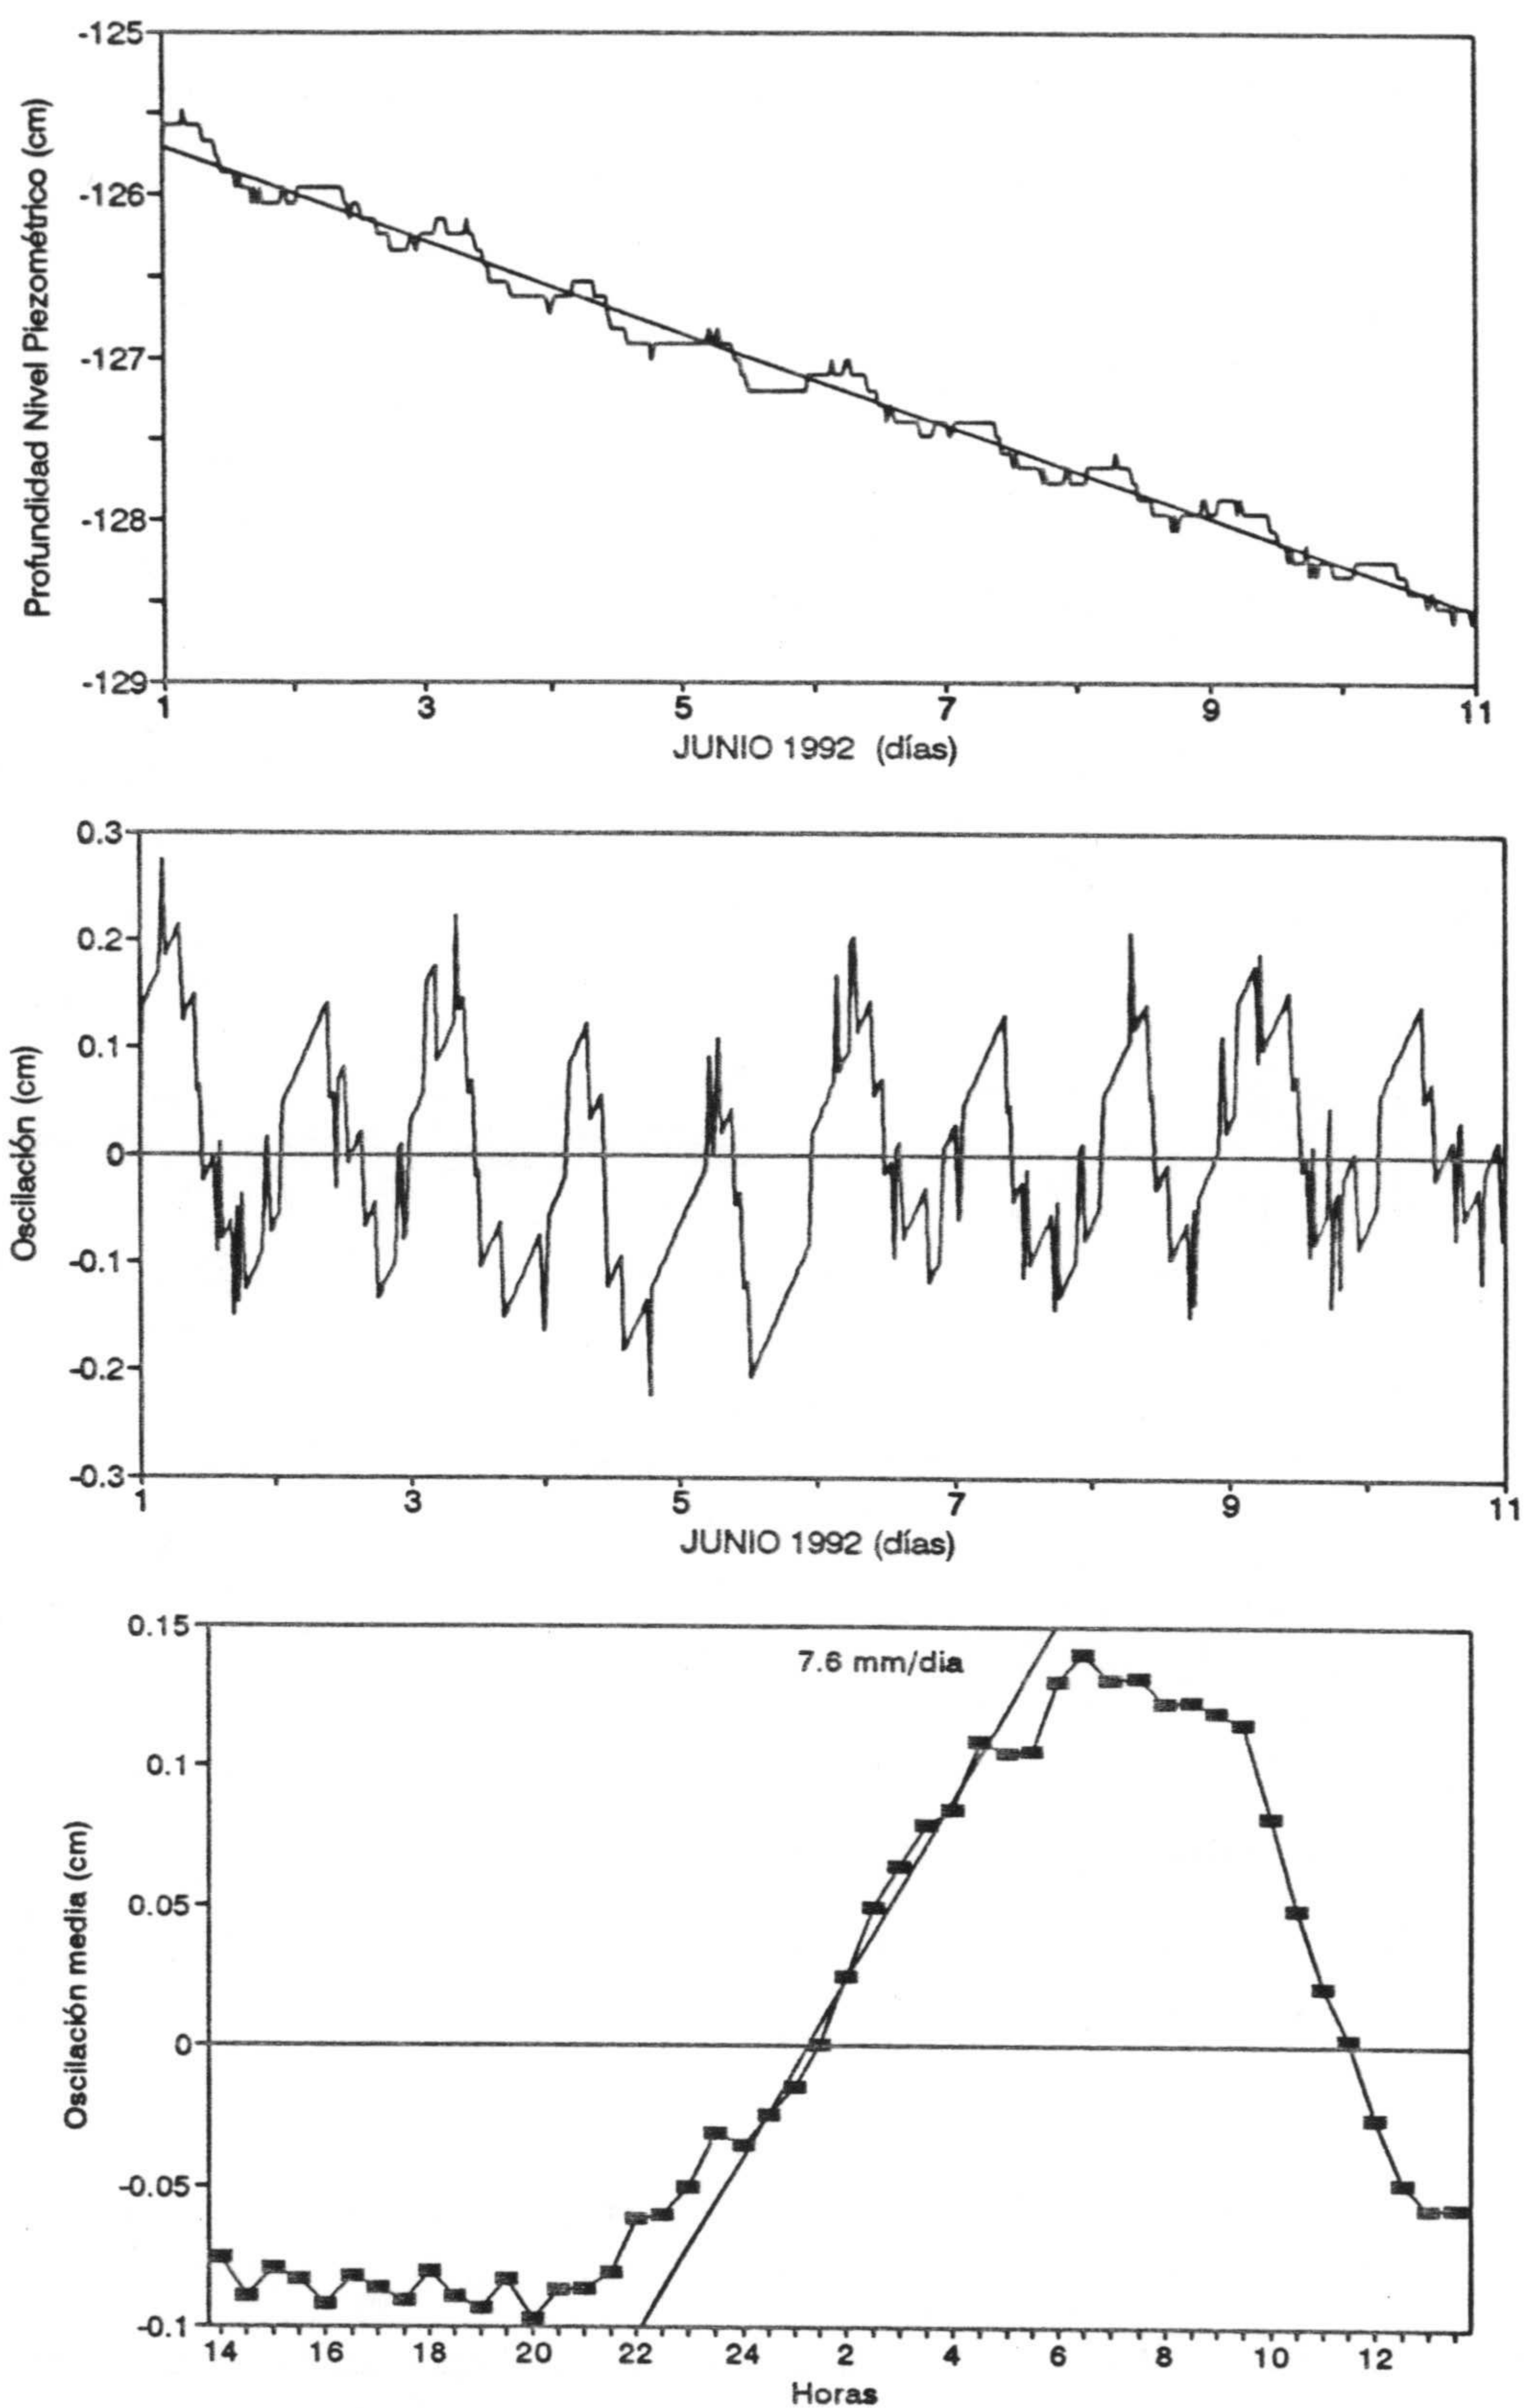 Profundidad Nivel Piezométrico (cm)
-125
-126
-127
-128
-129
1 3 5 7 9 11
JUNIO 1992 (días)
Oscilación (cm)
0.3
0.2
0.1
0
-0.1
-0.2
-0.3
1 3 5 7 9 11
JUNIO 1992 (días)
Oscilación media (cm)
0.15
0.1
0.05
0
-0.05
-0.1
7.6 mm/dia
14 16 18 20 22 24 2 4 6 8 10 12
Horas